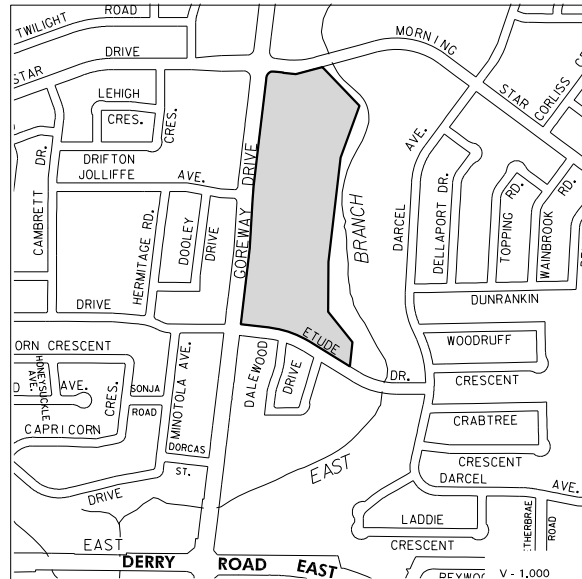 TWILIGHT ROAD
MORNING
STAR DRIVE
STAR
CORLISS
LEHIGH
CRES.
CRES.
AVE.
DR.
DRIFTON
JOLLIFFE AVE.
DRIVE
RD.
RD.
CAMBRETT
HERMITAGE RD.
DOOLEY
DRIVE
GOREWAY
BRANCH
DARCEL
DELLAPORT DR.
TOPPING
WAINBROOK
DUNRANKIN
DRIVE
ETUDE
DR.
WOODRUFF
CRESCENT
ORN CRESCENT
HONEYSUCKLE
AVE.
AVE.
CRES.
SONJA
ROAD
MINOTOLA AVE.
DALEWOOD
DRIVE
CAPRICORN
DORCAS
ST.
CRABTREE
CRESCENT
DARCEL AVE.
EAST
DRIVE
LADDIE
CRESCENT
ETHERBRAE
ROAD
EAST
DERRY ROAD EAST
V - 1,000